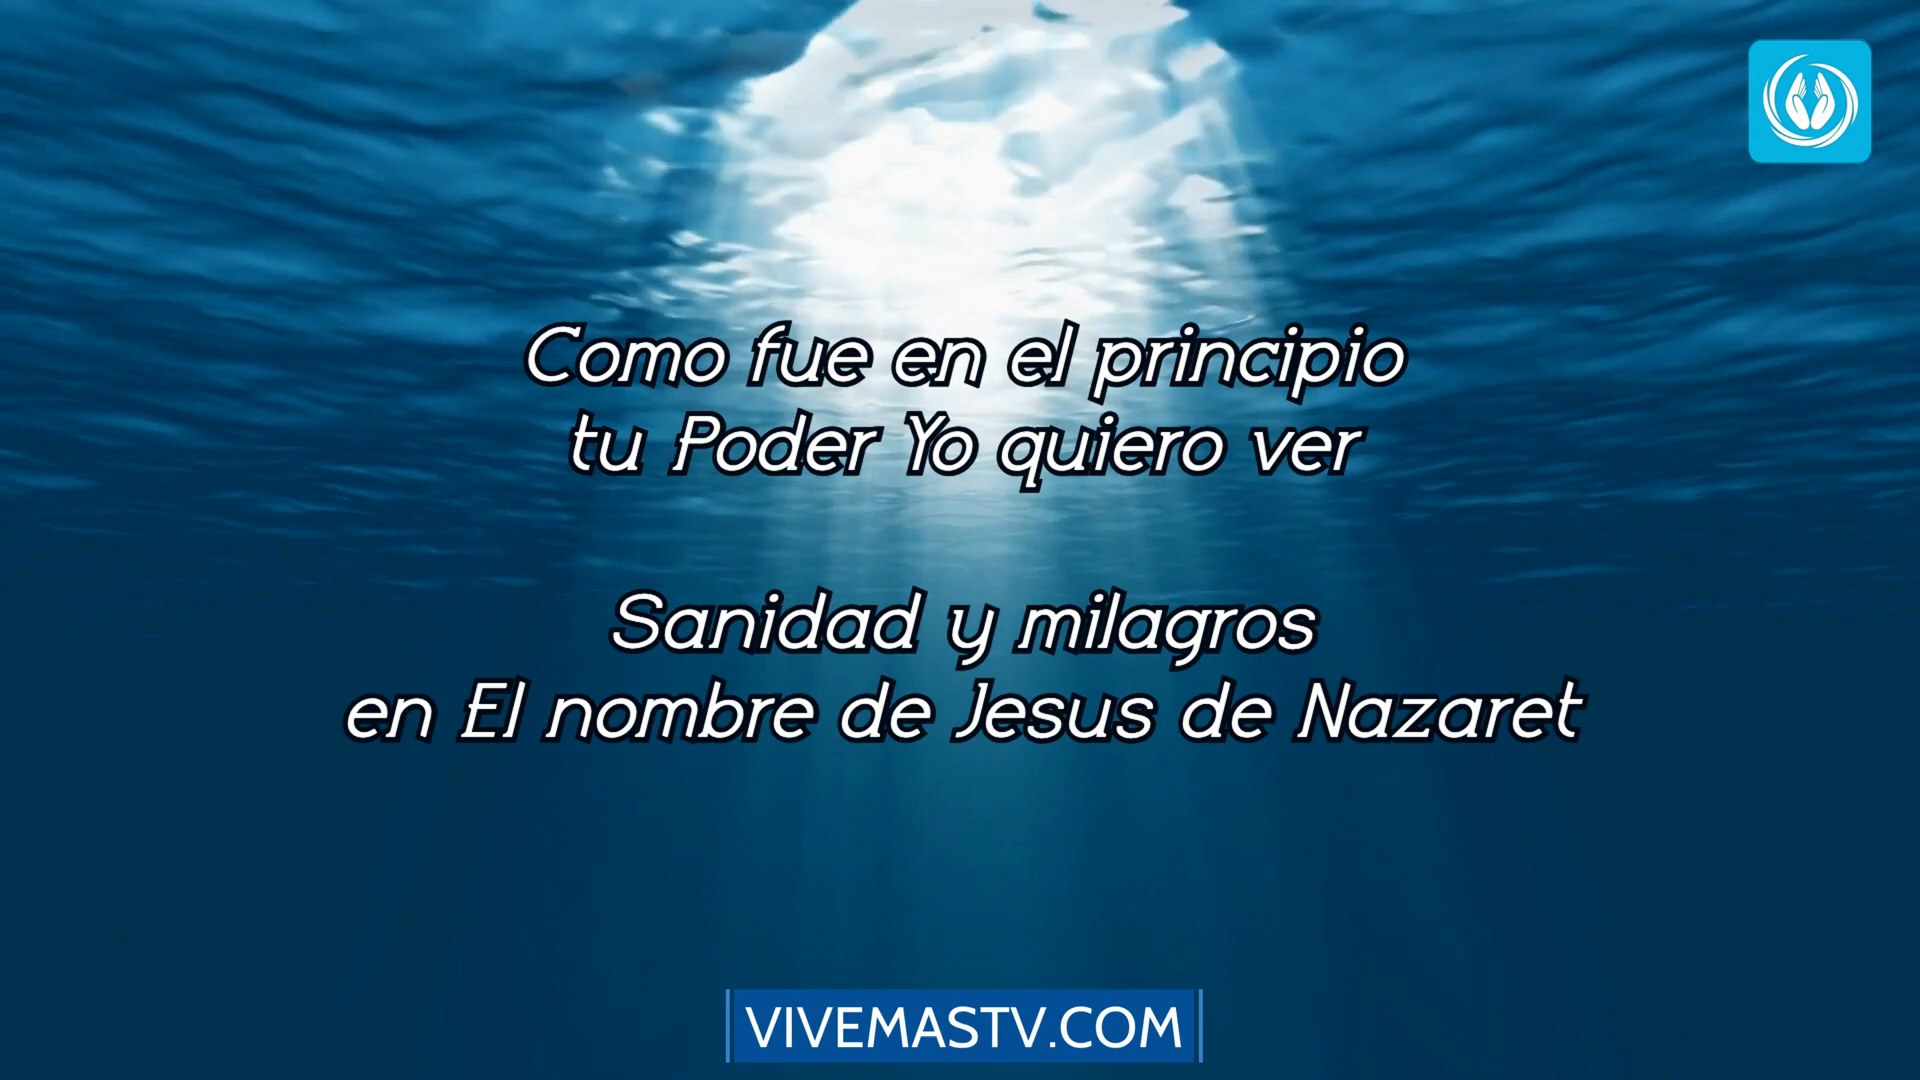 Como fue en el principio
tu Poder Yo quiero ver
Sanidad y milagros
en El nombre de Jesus de Nazaret
VIVEMASTV.COM